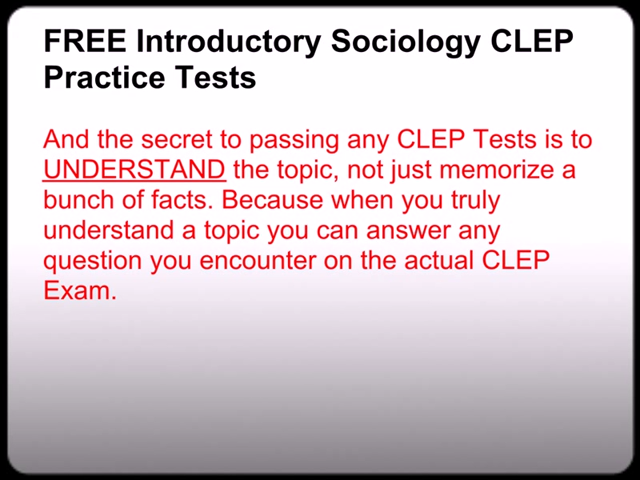 FREE Introductory Sociology CLEP
Practice Tests
And the secret to passing any CLEP Tests is to
UNDERSTAND the topic, not just memorize a
bunch of facts. Because when you truly
understand a topic you can answer any
question you encounter on the actual CLEP
Exam.